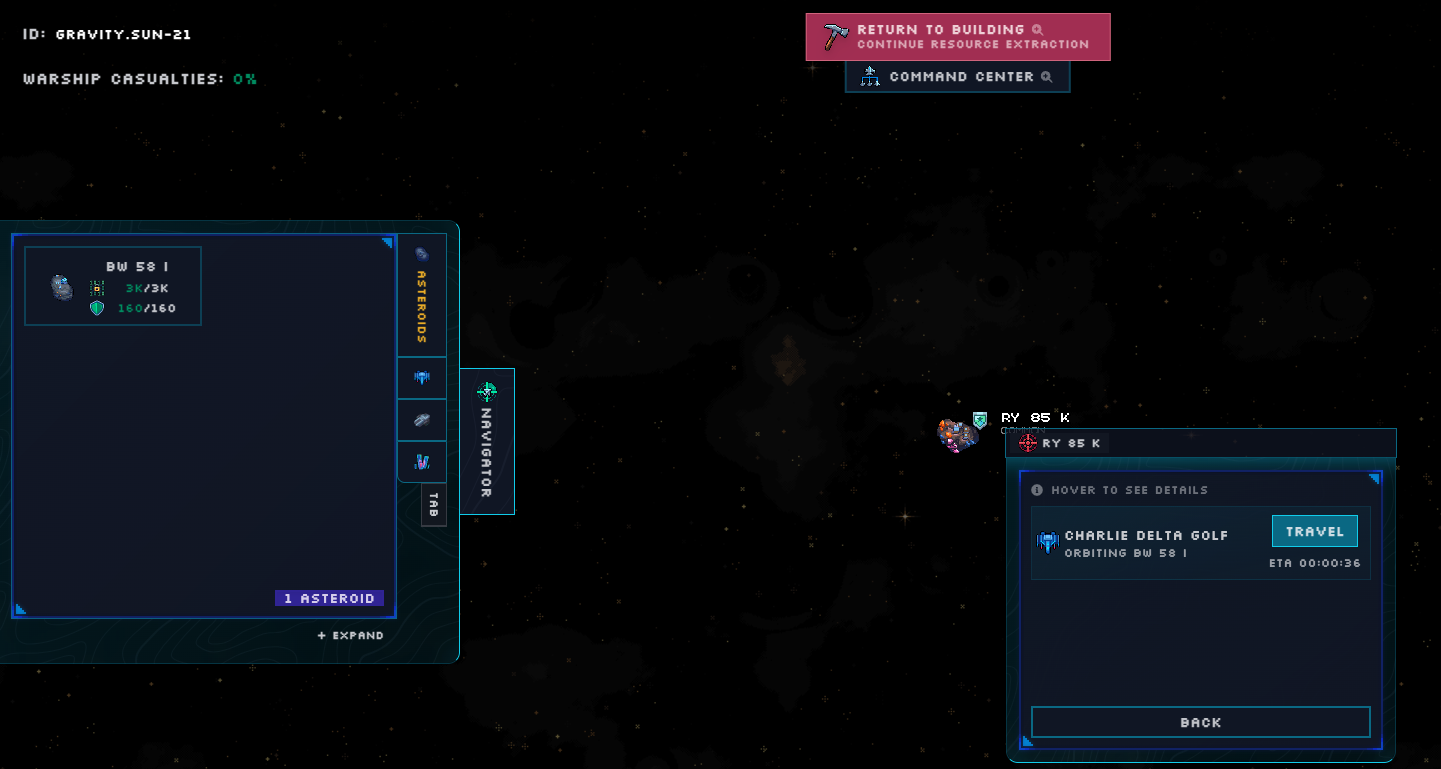 ID: GRAVITY.SUN-21
WARSHIP CASUALTIES: 0%
RETURN TO BUILDING
CONTINUE RESOURCE EXTRACTION
COMMAND CENTER
BW 58 I
3K/3K
160/160
ASTEROIDS
TAB
NAVIGATOR
1 ASTEROID
+ EXPAND
RY 85 K
COMMON
RY 85 K
HOVER TO SEE DETAILS
CHARLIE DELTA GOLF
ORBITING BW 58 I
TRAVEL
ETA 00:00:36
BACK